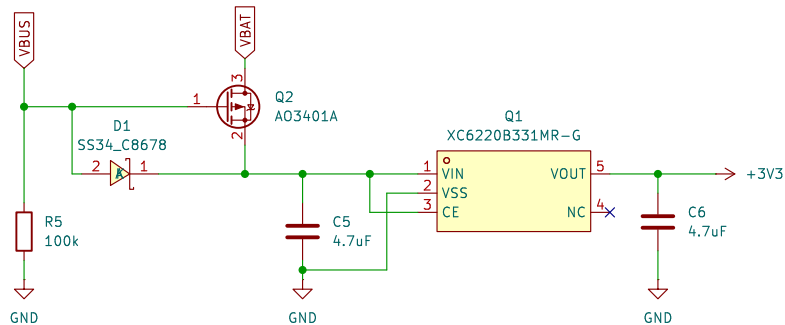 VBUS
VBAT
3
1
Q2
AO3401A
2
D1
SS34_C8678
2
A
K
1
Q1
XC6220B331MR-G
1
VIN
VOUT
5
+3V3
2
VSS
3
CE
NC
4
R5
100k
C5
4.7uF
C6
4.7uF
GND
GND
GND